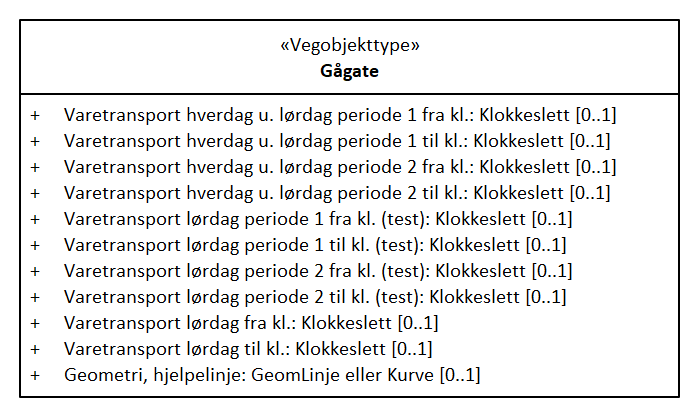 «Vegobjekttype»
Gågate
+ Varetransport hverdag u. lørdag periode 1 fra kl.: Klokkeslett [0..1]
+ Varetransport hverdag u. lørdag periode 1 til kl.: Klokkeslett [0..1]
+ Varetransport hverdag u. lørdag periode 2 fra kl.: Klokkeslett [0..1]
+ Varetransport hverdag u. lørdag periode 2 til kl.: Klokkeslett [0..1]
+ Varetransport lørdag periode 1 fra kl. (test): Klokkeslett [0..1]
+ Varetransport lørdag periode 1 til kl. (test): Klokkeslett [0..1]
+ Varetransport lørdag periode 2 fra kl. (test): Klokkeslett [0..1]
+ Varetransport lørdag periode 2 til kl. (test): Klokkeslett [0..1]
+ Varetransport lørdag fra kl.: Klokkeslett [0..1]
+ Varetransport lørdag til kl.: Klokkeslett [0..1]
+ Geometri, hjelpelinje: GeomLinje eller Kurve [0..1]